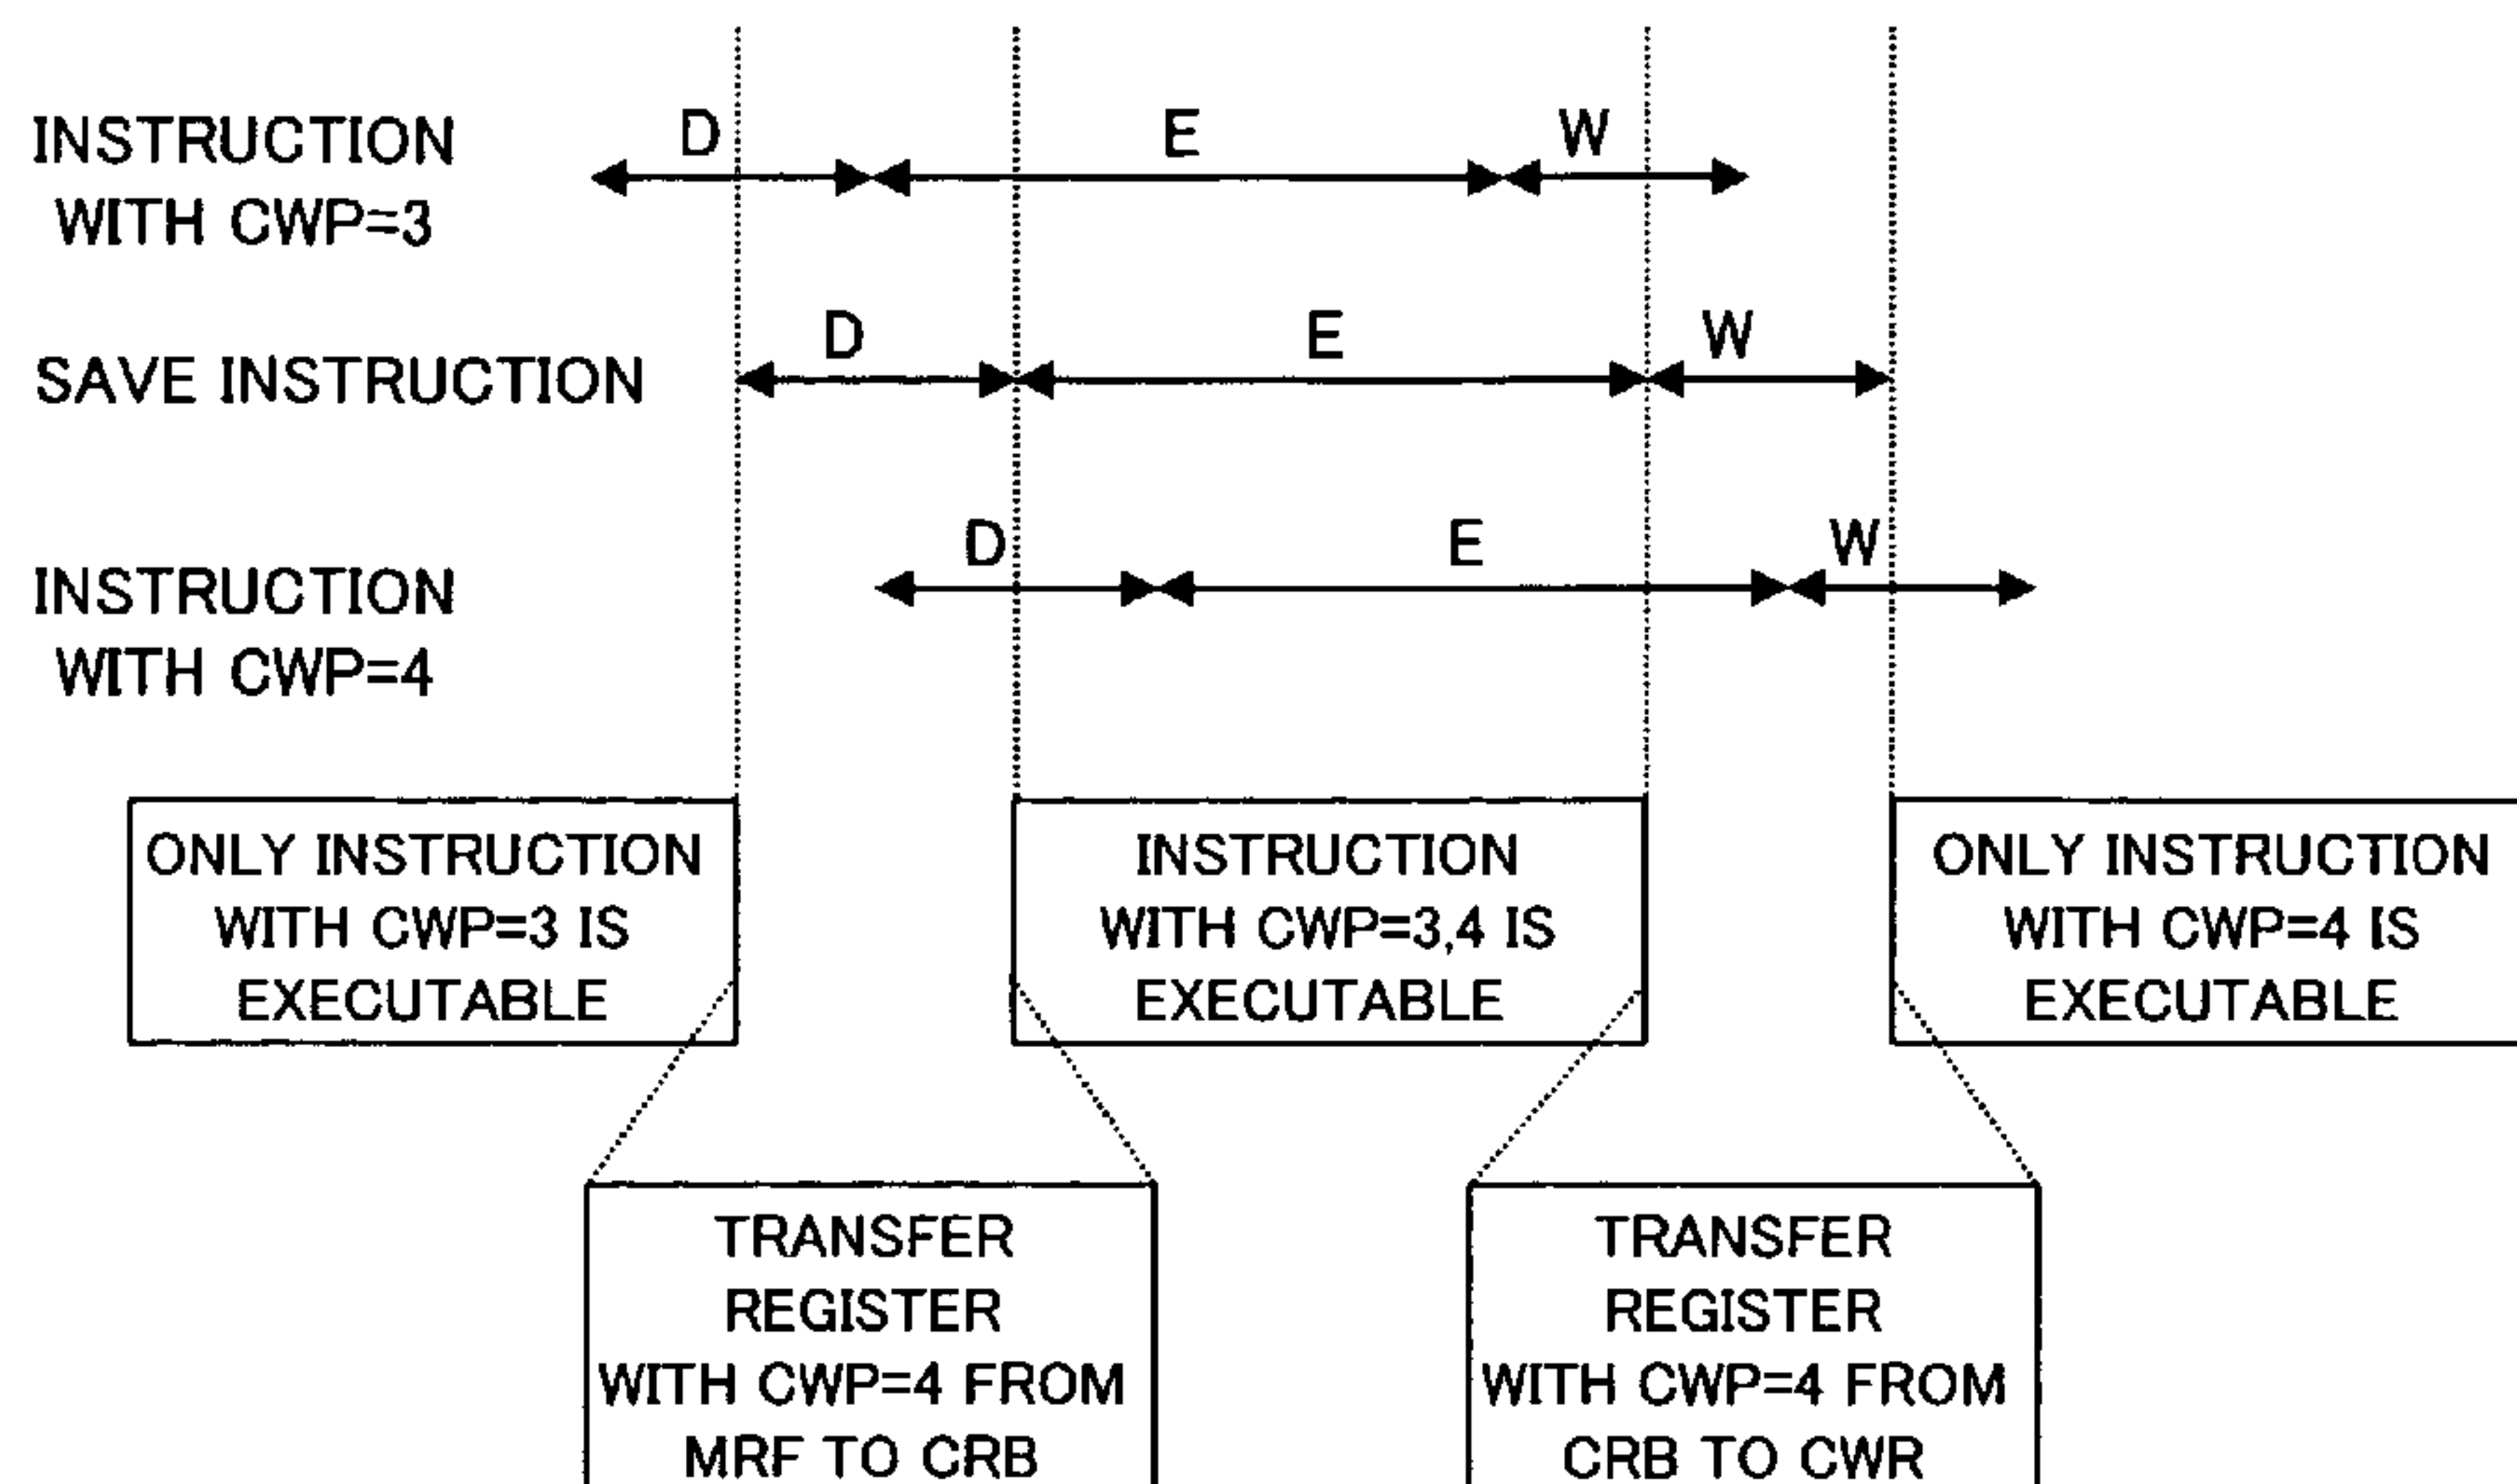 D E W
INSTRUCTION
WITH CWP=3
D E W
SAVE INSTRUCTION
D E W
INSTRUCTION
WITH CWP=4
ONLY INSTRUCTION
WITH CWP=3 IS
EXECUTABLE
INSTRUCTION
WITH CWP=3,4 IS
EXECUTABLE
ONLY INSTRUCTION
WITH CWP=4 IS
EXECUTABLE
TRANSFER
REGISTER
WITH CWP=4 FROM
MRF TO CRB
TRANSFER
REGISTER
WITH CWP=4 FROM
CRB TO CWR